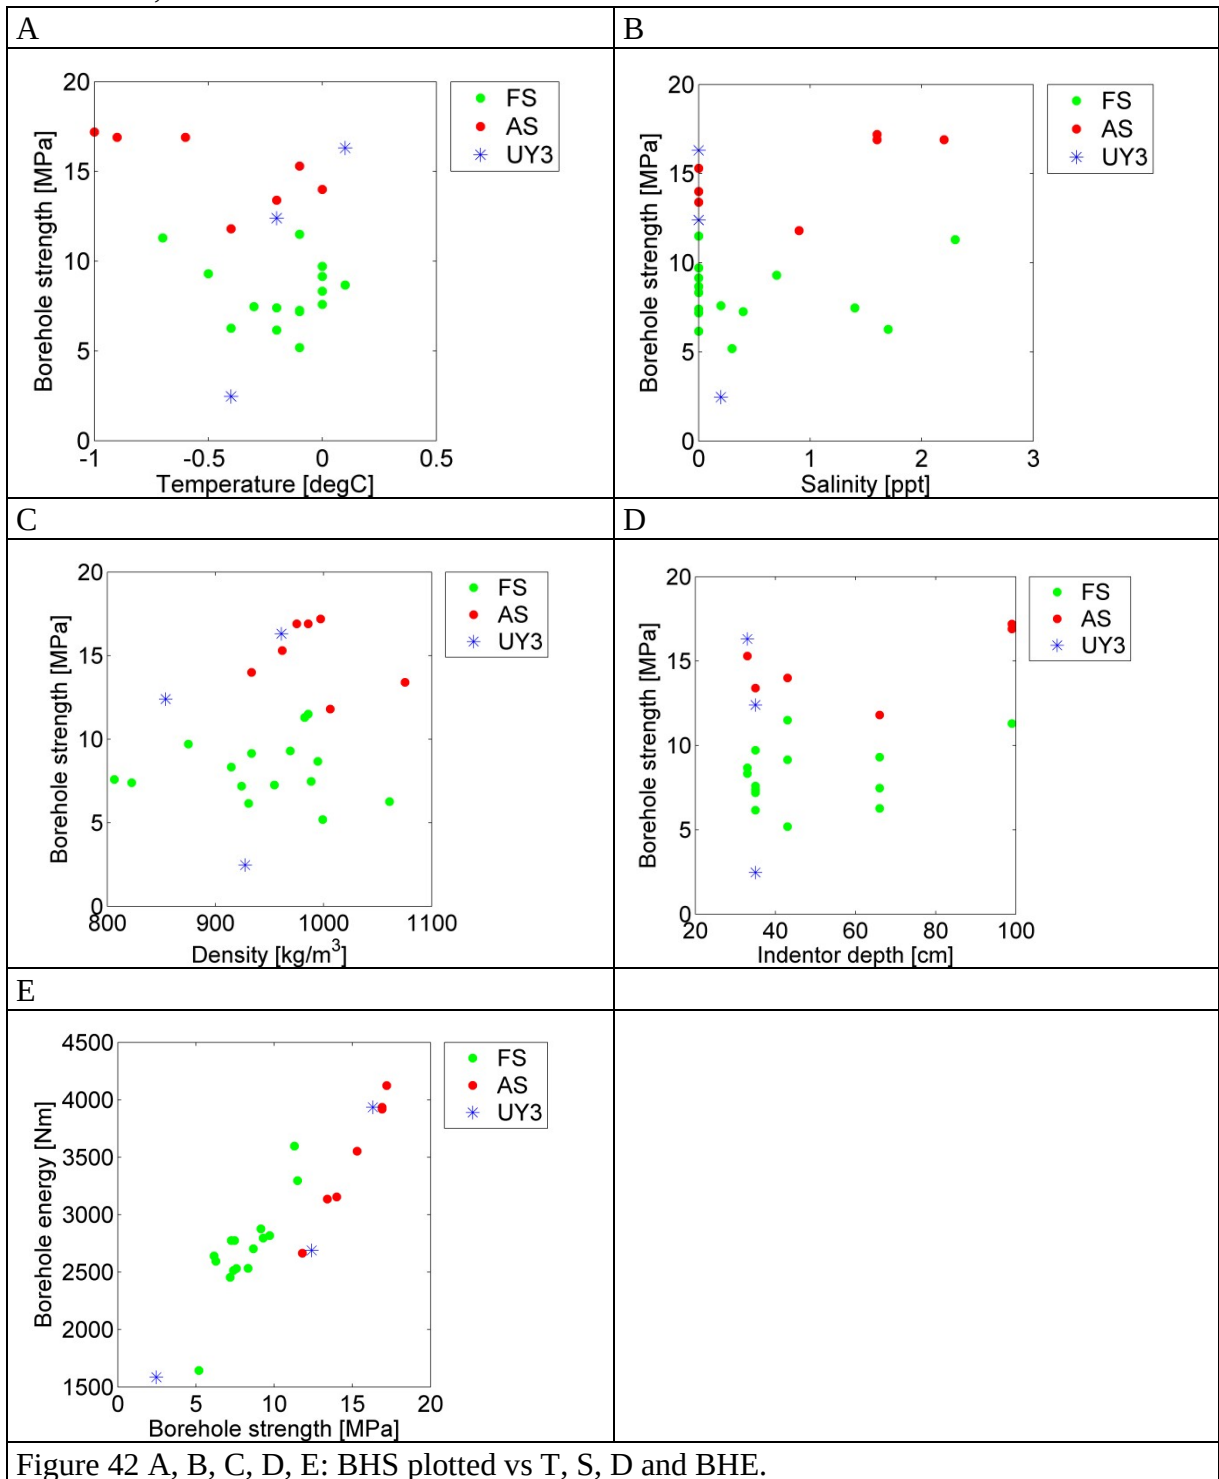 A
B
20
15
10
5
0
-1
-0.5
0
0.5
Borehole strength [MPa]
Temperature [degC]
FS
AS
UY3
20
15
10
5
0
0
1
2
3
Borehole strength [MPa]
Salinity [ppt]
FS
AS
UY3
C
D
20
15
10
5
0
800
900
1000
1100
Borehole strength [MPa]
Density [kg/m³]
FS
AS
UY3
20
15
10
5
0
20
40
60
80
100
Borehole strength [MPa]
Indentor depth [cm]
FS
AS
UY3
E
4500
4000
3500
3000
2500
2000
1500
0
5
10
15
20
Borehole energy [Nm]
Borehole strength [MPa]
FS
AS
UY3
Figure 42 A, B, C, D, E: BHS plotted vs T, S, D and BHE.